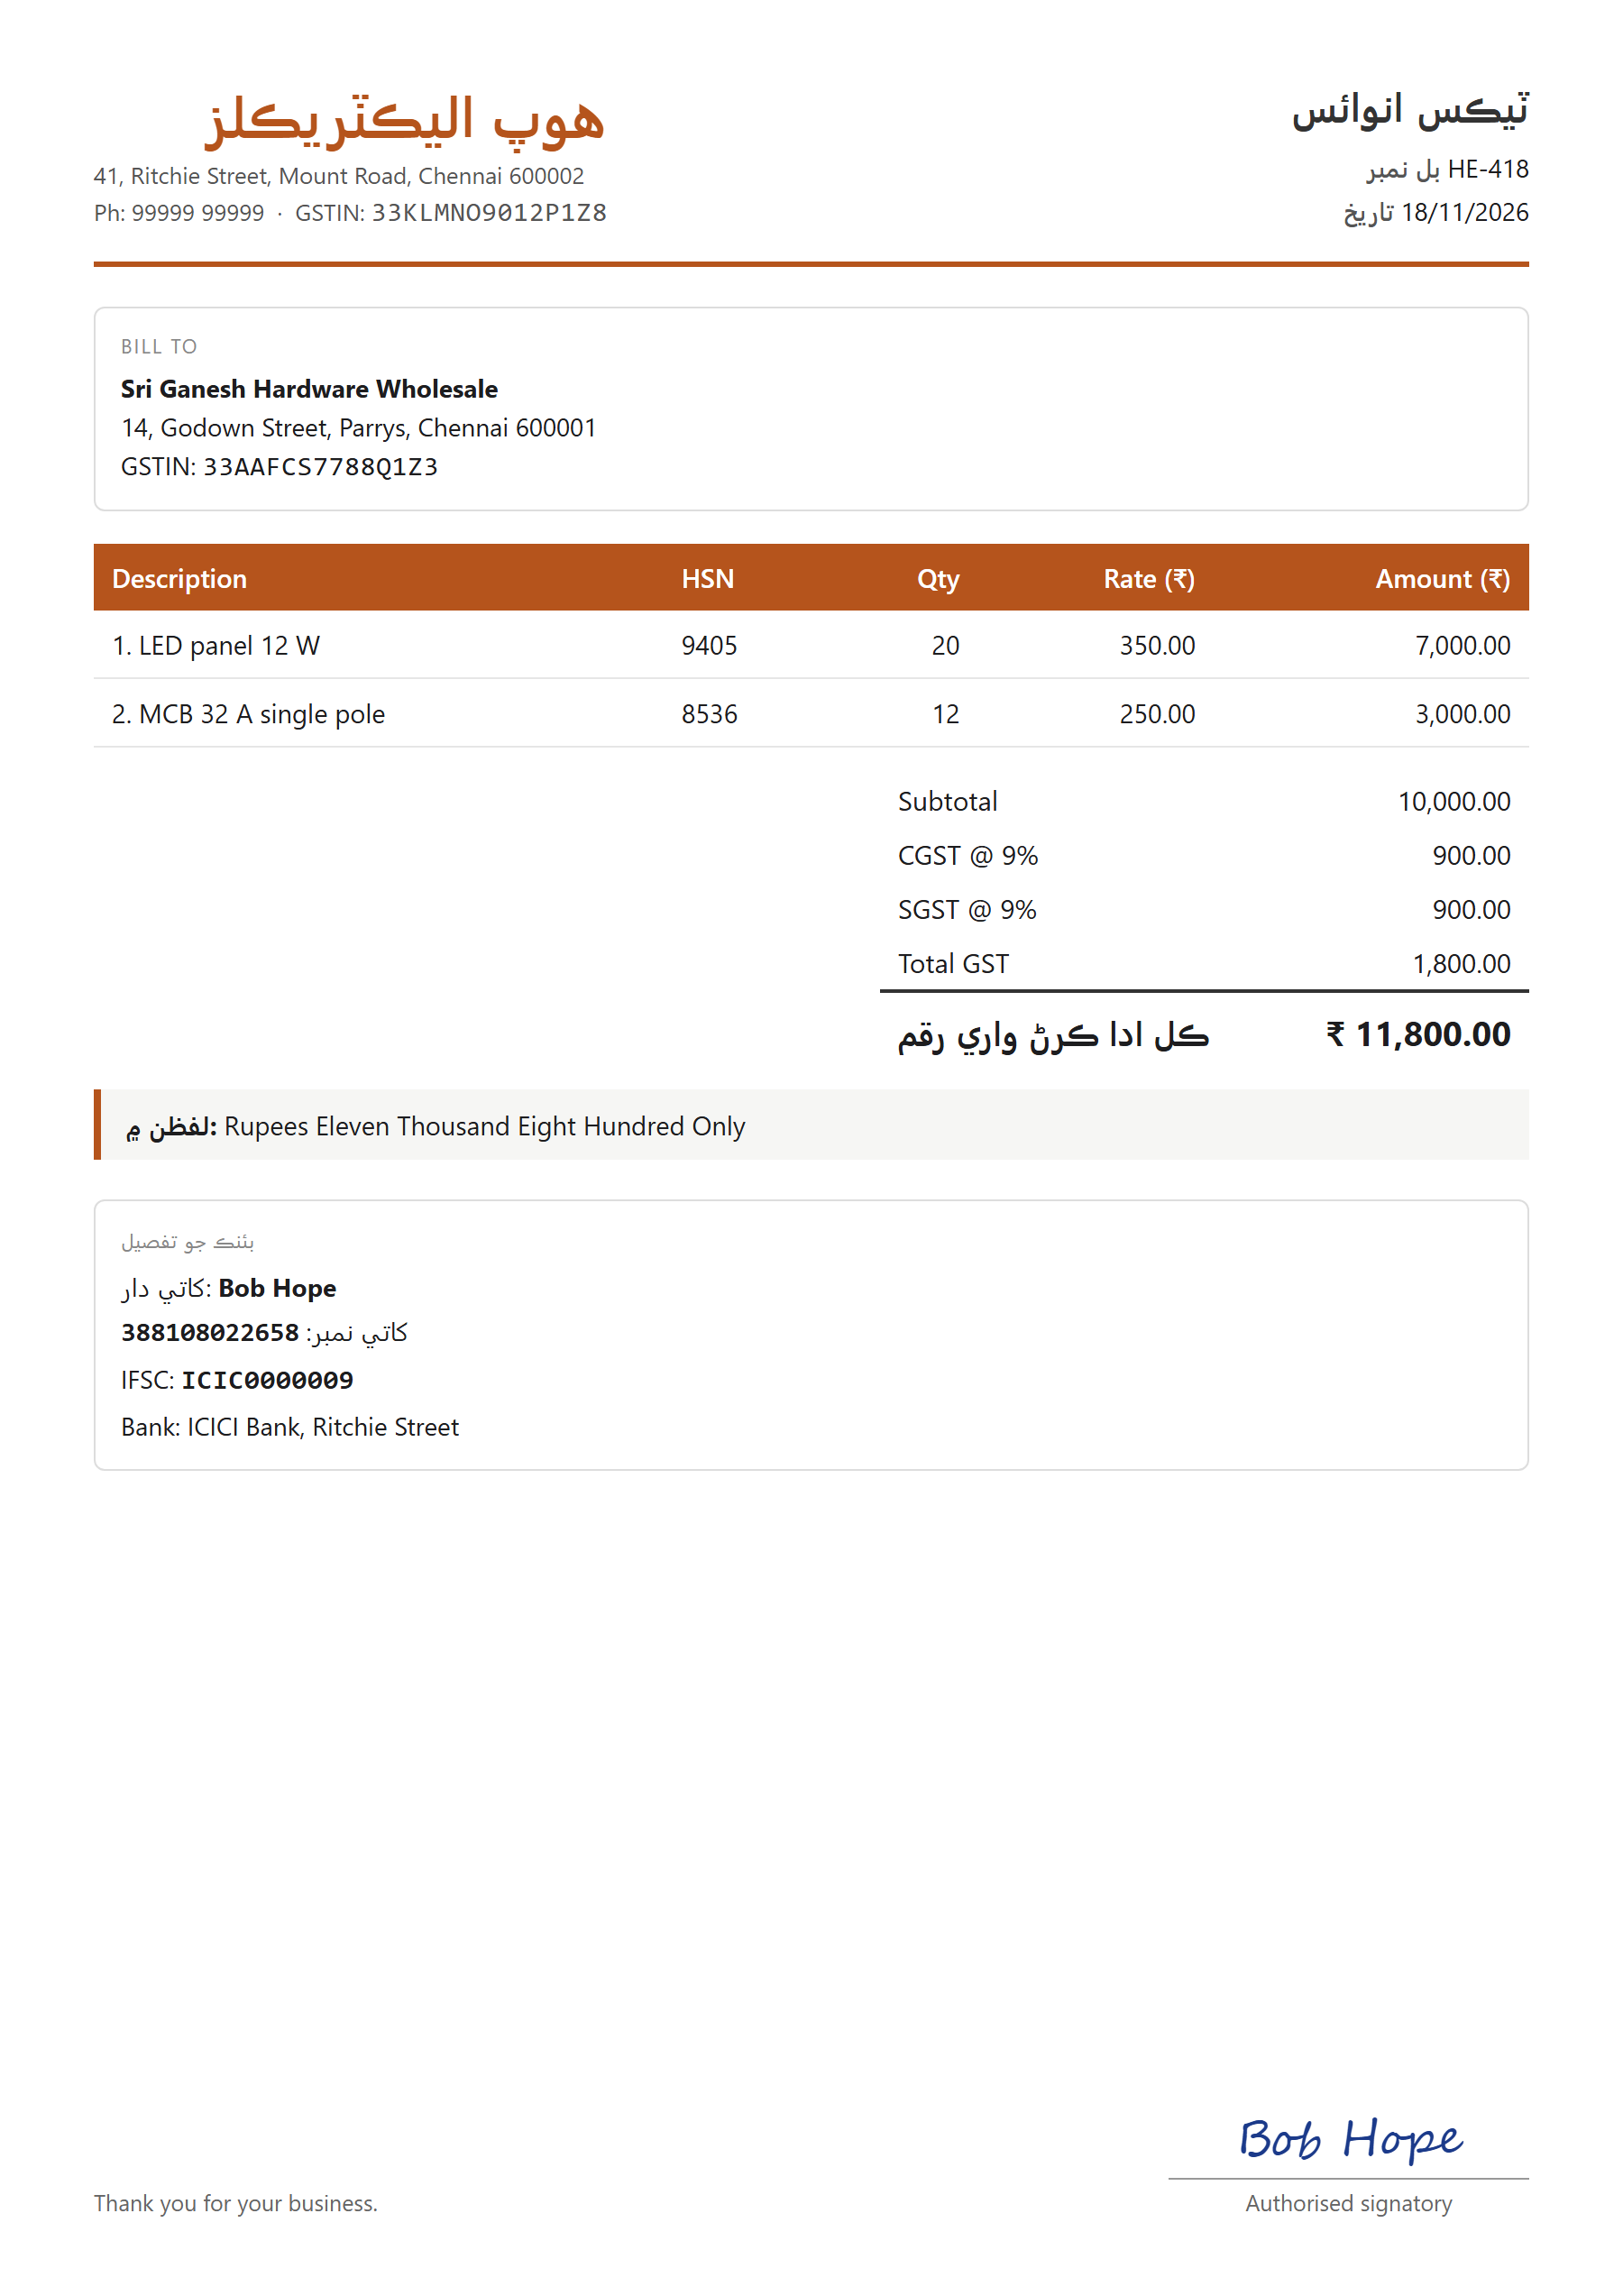 هوپ اليڪٽريڪلز
41, Ritchie Street, Mount Road, Chennai 600002
Ph: 99999 99999 · GSTIN: 33KLMNO9012P1Z8
ٽيڪس انوائس
بل نمبر HE-418
تاريخ 18/11/2026
BILL TO
Sri Ganesh Hardware Wholesale
14, Godown Street, Parrys, Chennai 600001
GSTIN: 33AAFCS7788Q1Z3
Description HSN Qty Rate (₹) Amount (₹)
1. LED panel 12 W 9405 20 350.00 7,000.00
2. MCB 32 A single pole 8536 12 250.00 3,000.00
Subtotal 10,000.00
CGST @ 9% 900.00
SGST @ 9% 900.00
Total GST 1,800.00
ڪل ادا ڪرڻ واري رقم ₹ 11,800.00
لفظن ۾: Rupees Eleven Thousand Eight Hundred Only
بئنڪ جو تفصيل
کاتي دار: Bob Hope
کاتي نمبر: 388108022658
IFSC: ICIC0000009
Bank: ICICI Bank, Ritchie Street
Bob Hope
Thank you for your business.
Authorised signatory